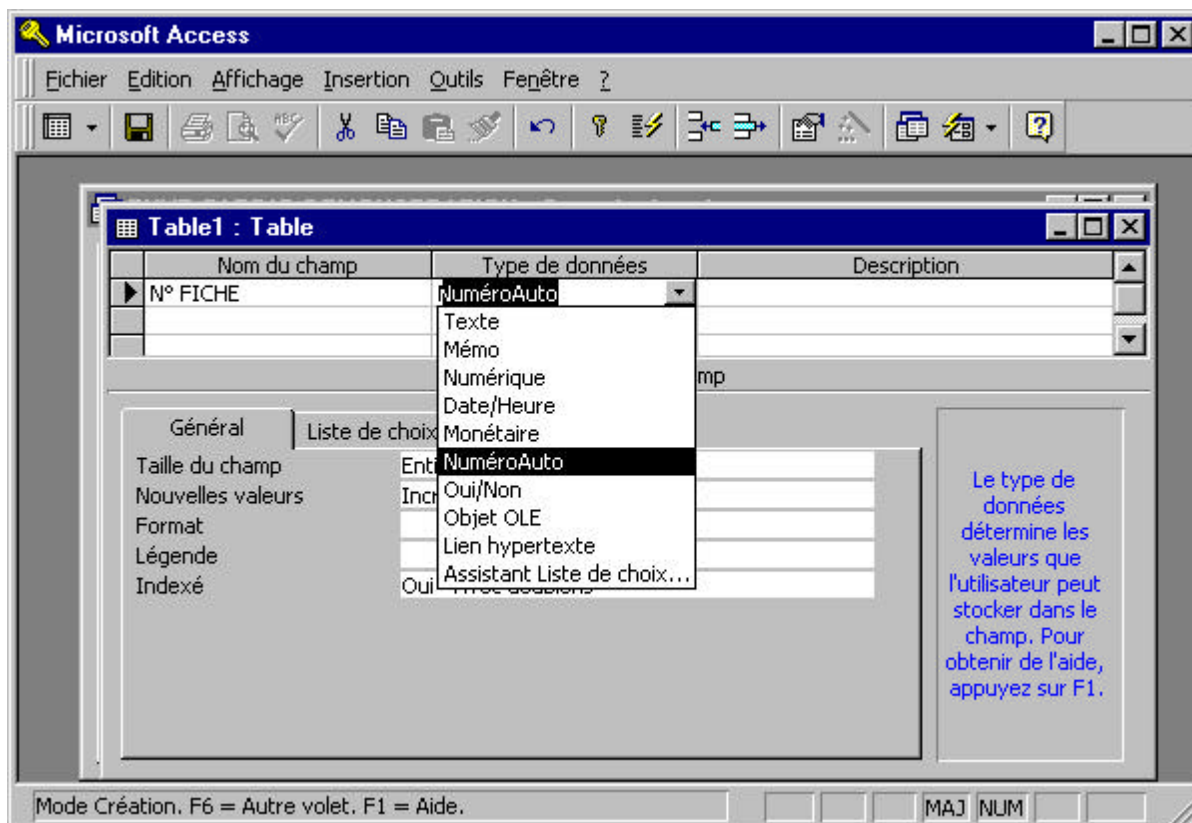 Microsoft Access
Fichier Edition Affichage Insertion Outils Fenêtre ?
Table1 : Table
Nom du champ Type de données Description
N° FICHE NuméroAuto
Texte
Mémo
Numérique
Date/Heure
Monétaire
NuméroAuto
Oui/Non
Objet OLE
Lien hypertexte
Assistant Liste de choix...
mp
Général Liste de choix
Taille du champ Enti
Nouvelles valeurs Incr
Format
Légende
Indexé Oui
Le type de
données
détermine les
valeurs que
l'utilisateur peut
stocker dans le
champ. Pour
obtenir de l'aide,
appuyez sur F1.
Mode Création. F6 = Autre volet. F1 = Aide. MAJ NUM